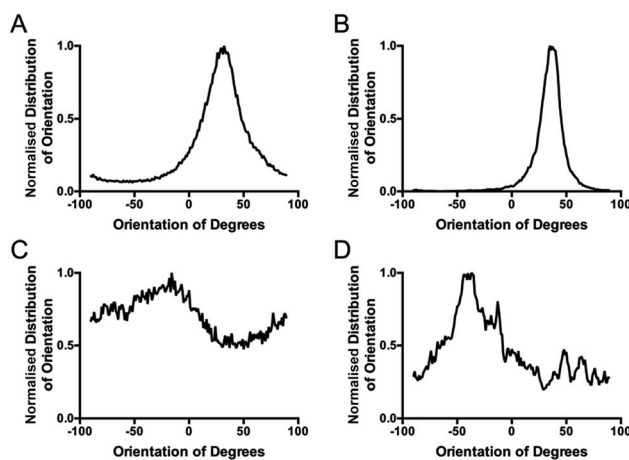 A
Normalised Distribution
of Orientation
1.0
0.5
0.0
-100 -50 0 50 100
Orientation of Degrees
B
Normalised Distribution
of Orientation
1.0
0.5
0.0
-100 -50 0 50 100
Orientation of Degrees
C
Normalised Distribution
of Orientation
1.0
0.5
0.0
-100 -50 0 50 100
Orientation of Degrees
D
Normalised Distribution
of Orientation
1.0
0.5
0.0
-100 -50 0 50 100
Orientation of Degrees